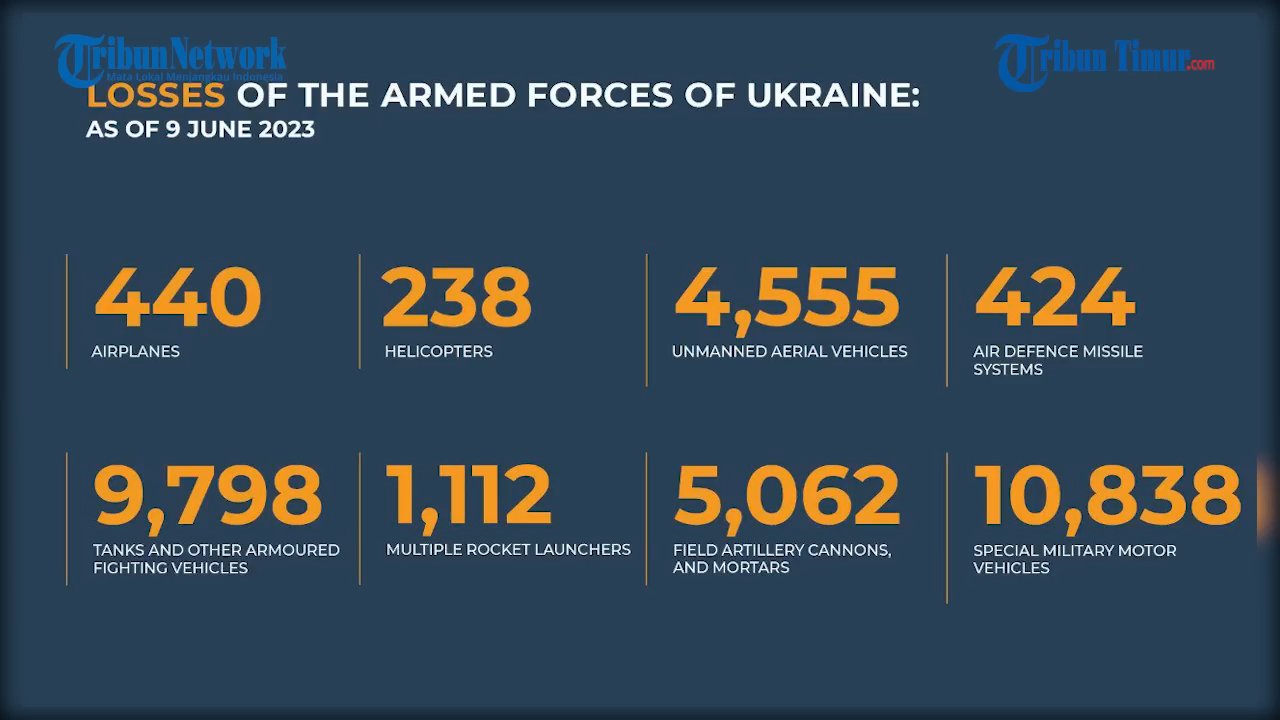 TribunNetwork
Mata Lokal Menjangkau Indonesia
Tribun Timur.com
LOSSES OF THE ARMED FORCES OF UKRAINE:
AS OF 9 JUNE 2023
440
AIRPLANES
238
HELICOPTERS
4,555
UNMANNED AERIAL VEHICLES
424
AIR DEFENCE MISSILE
SYSTEMS
9,798
TANKS AND OTHER ARMOURED
FIGHTING VEHICLES
1,112
MULTIPLE ROCKET LAUNCHERS
5,062
FIELD ARTILLERY CANNONS,
AND MORTARS
10,838
SPECIAL MILITARY MOTOR
VEHICLES